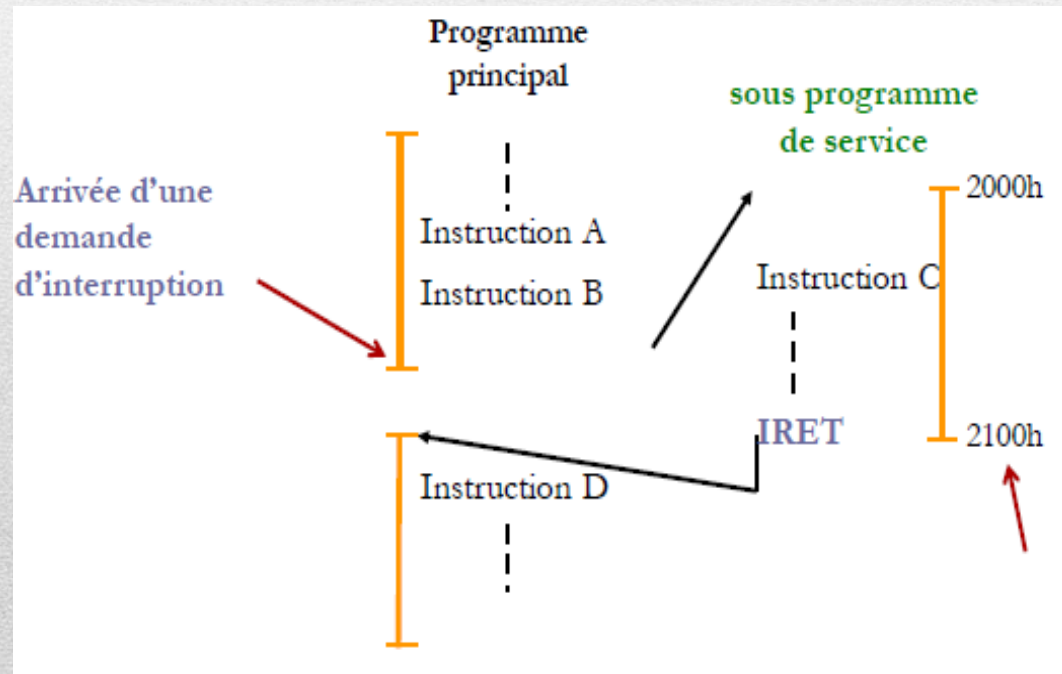 Programme
principal
sous programme
de service
Arrivée d'une
demande
d'interruption
2000h
Instruction A
Instruction B
Instruction C
IRET
2100h
Instruction D